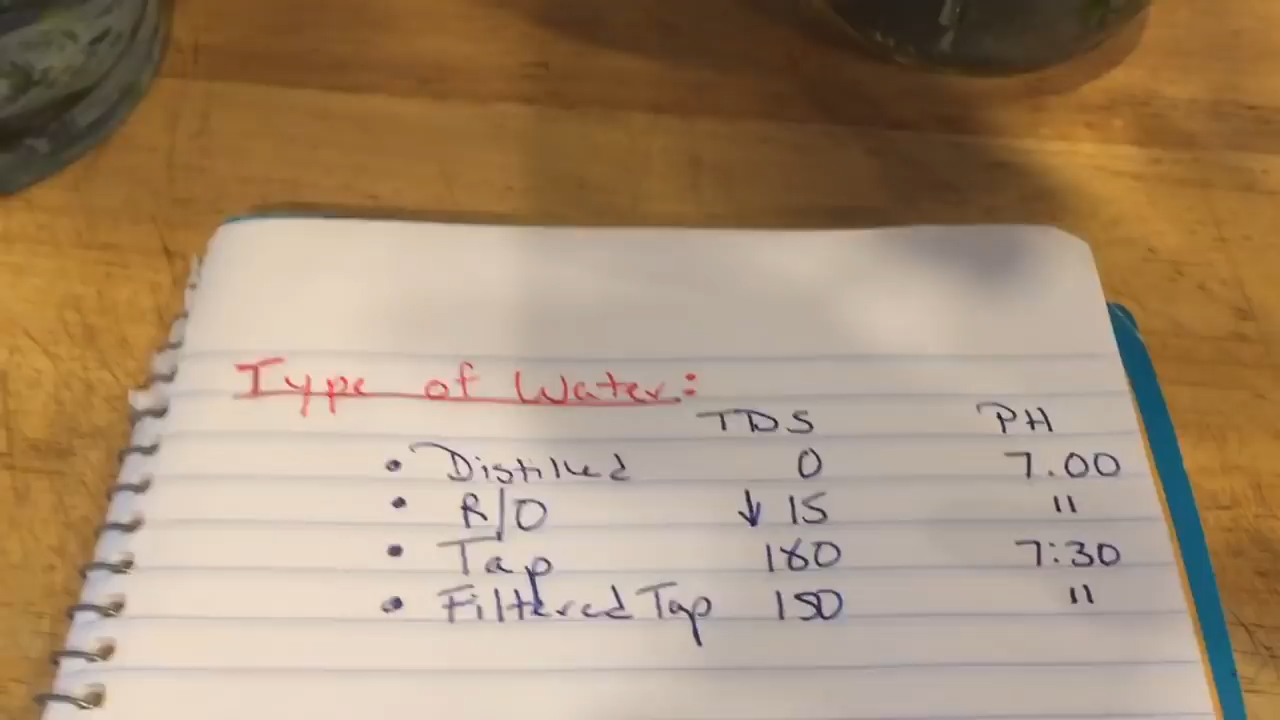 Type of Water:
TDS PH
• Distilled 0 7.00
• R/O ↓ 15 "
• Tap 180 7:30
• Filtered Tap 150 "